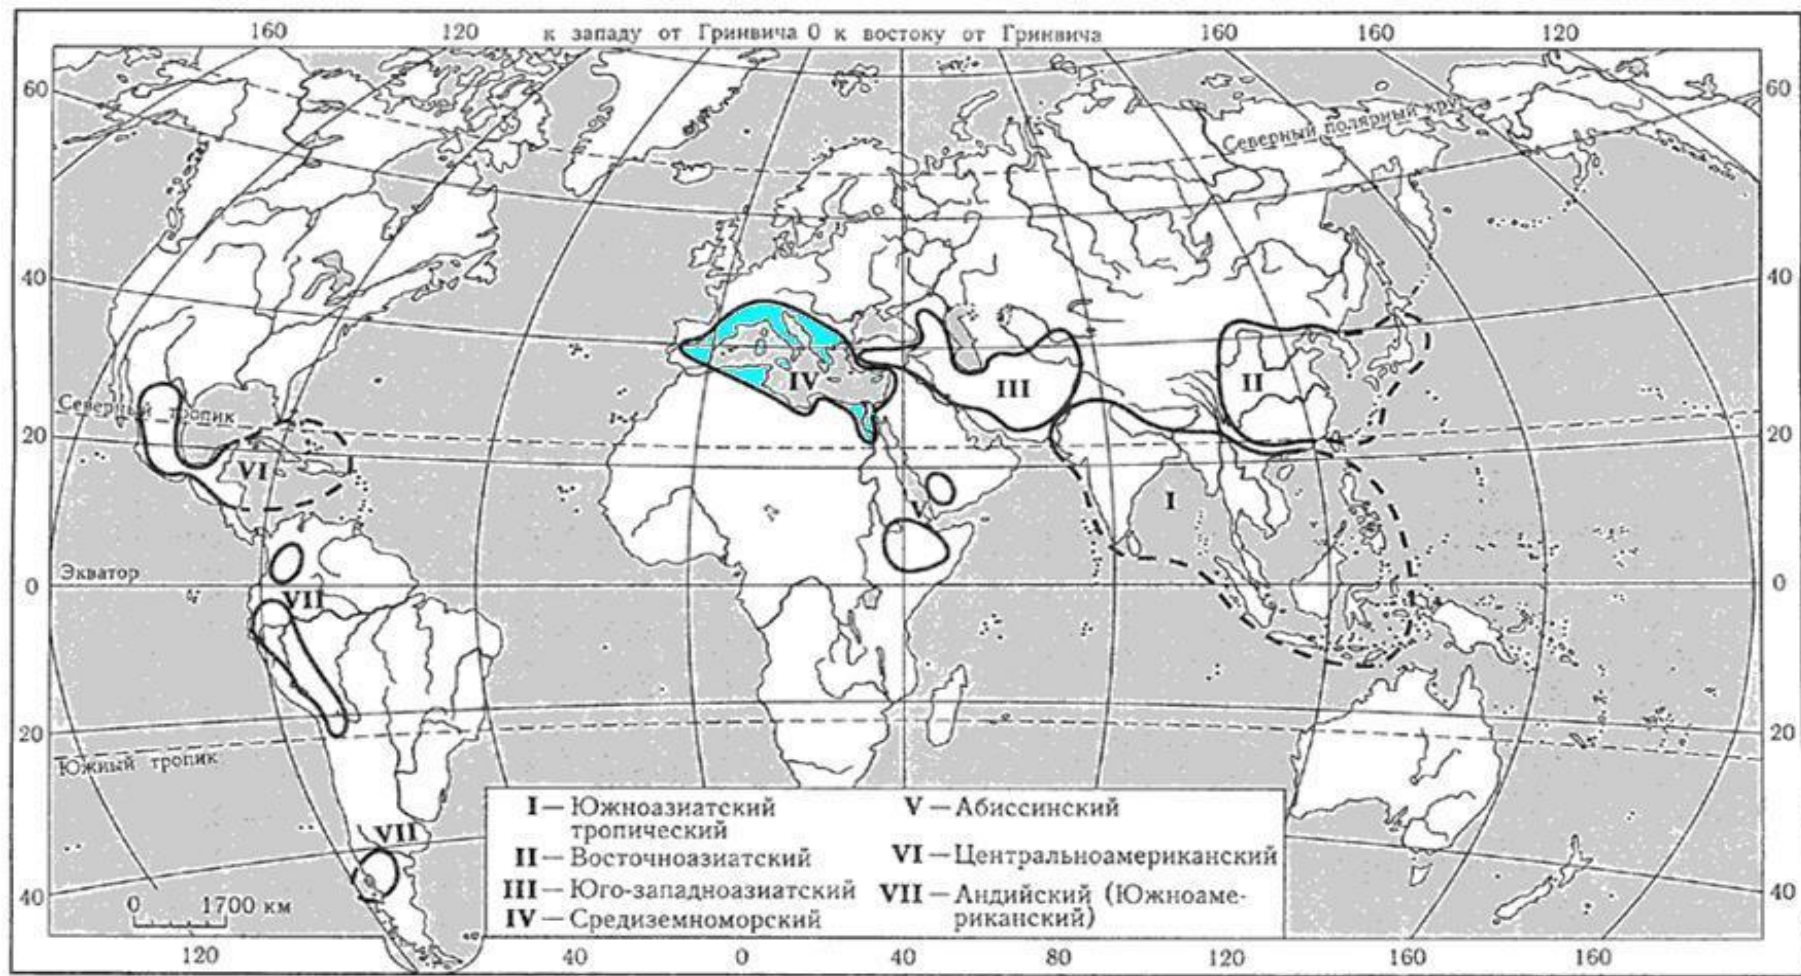 160 120 к западу от Гринвича 0 к востоку от Гринвича 160 160 120
60 60
Северный полярный круг
40 40
IV III II
Северный тропик
20 20
VI V I
Экватор
0 0
VII
20 20
Южный тропик
VII
I — Южноазиатский тропический
II — Восточноазиатский
III — Юго-западноазиатский
IV — Средиземноморский
V — Абиссинский
VI — Центральноамериканский
VII — Андийский (Южноаме-
риканский)
40 40
0 1700 км
120 40 0 40 80 120 160 160